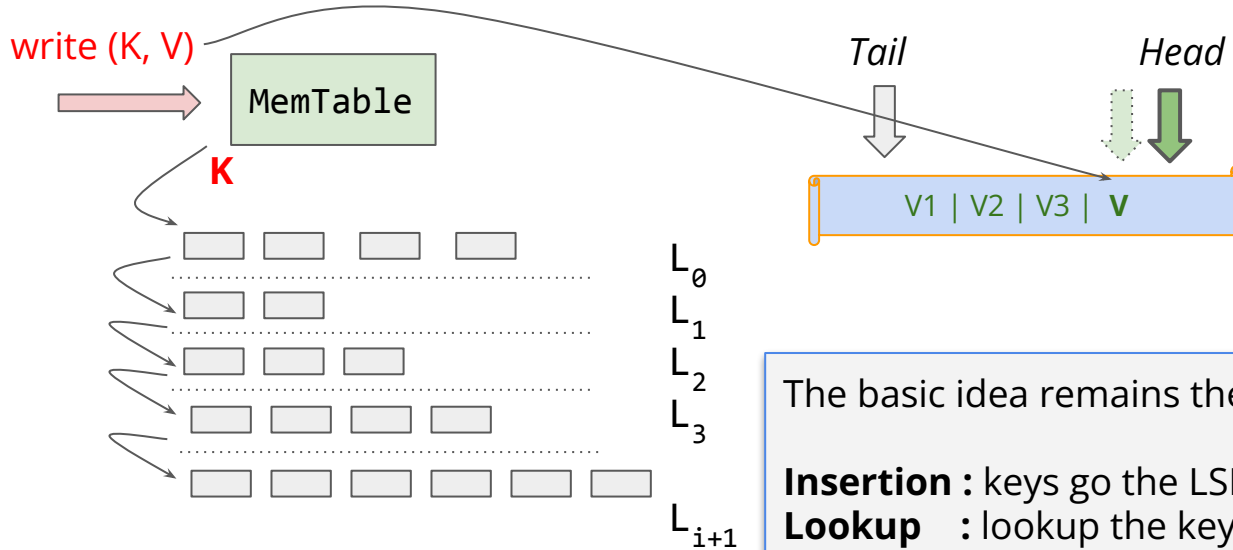 write (K, V)
Tail
Head
MemTable
K
V1 | V2 | V3 | V
L0
L1
L2
L3
Li+1
The basic idea remains the
Insertion : keys go the LS
Lookup : lookup the key